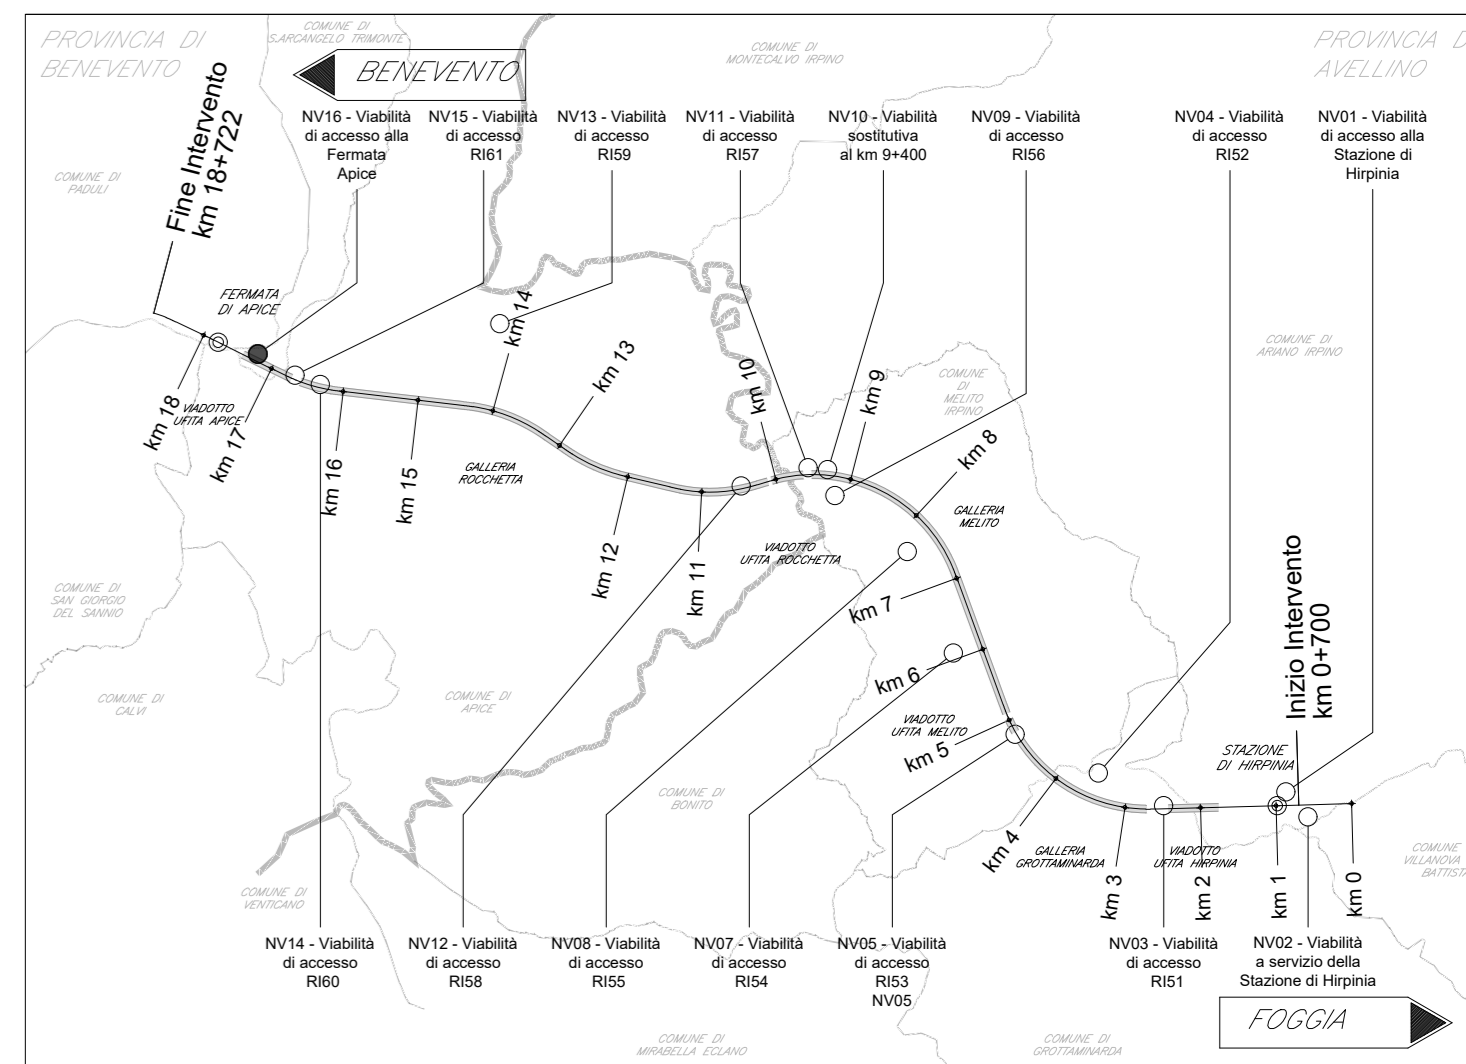 PROVINCIA DI
BENEVENTO
COMUNE DI
S.ARCANGELO TRIMONTE
BENEVENTO
COMUNE DI
MONTECALVO IRPINO
PROVINCIA D
AVELLINO
Fine Intervento
km 18+722
NV16 - Viabilità
di accesso alla
Fermata
Apice
NV15 - Viabilità
di accesso
RI61
NV13 - Viabilità
di accesso
RI59
NV11 - Viabilità
di accesso
RI57
NV10 - Viabilità
sostitutiva
al km 9+400
NV09 - Viabilità
di accesso
RI56
NV04 - Viabilità
di accesso
RI52
NV01 - Viabilità
di accesso alla
Stazione di
Hirpinia
COMUNE DI
PADULI
FERMATA
DI APICE
km 14
km 13
km 10
km 9
COMUNE
DI
MELITO
IRPINO
COMUNE DI
ARIANO IRPINO
km 18
VIADOTTO
UFITA APICE
km 17
km 16
km 15
GALLERIA
ROCCHETTA
km 12
km 11
km 8
GALLERIA
MELITO
VIADOTTO
UFITA ROCCHETTA
km 7
COMUNE DI
SAN GIORGIO
DEL SANNIO
Inizio Intervento
km 0+700
COMUNE DI
CALVI
COMUNE DI
APICE
km 6
VIADOTTO
UFITA MELITO
km 5
STAZIONE
DI HIRPINIA
COMUNE DI
BONITO
km 4
GALLERIA
GROTTAMINARDA
km 3
VIADOTTO
UFITA HIRPINIA
km 2
km 1
km 0
COMUNE
VILLANOVA
BATTISTA
COMUNE DI
VENTICANO
NV14 - Viabilità
di accesso
RI60
NV12 - Viabilità
di accesso
RI58
NV08 - Viabilità
di accesso
RI55
NV07 - Viabilità
di accesso
RI54
NV05 - Viabilità
di accesso
RI53
NV05
NV03 - Viabilità
di accesso
RI51
NV02 - Viabilità
a servizio della
Stazione di Hirpinia
FOGGIA
COMUNE DI
MIRABELLA ECLANO
COMUNE DI
GROTTAMINARDA